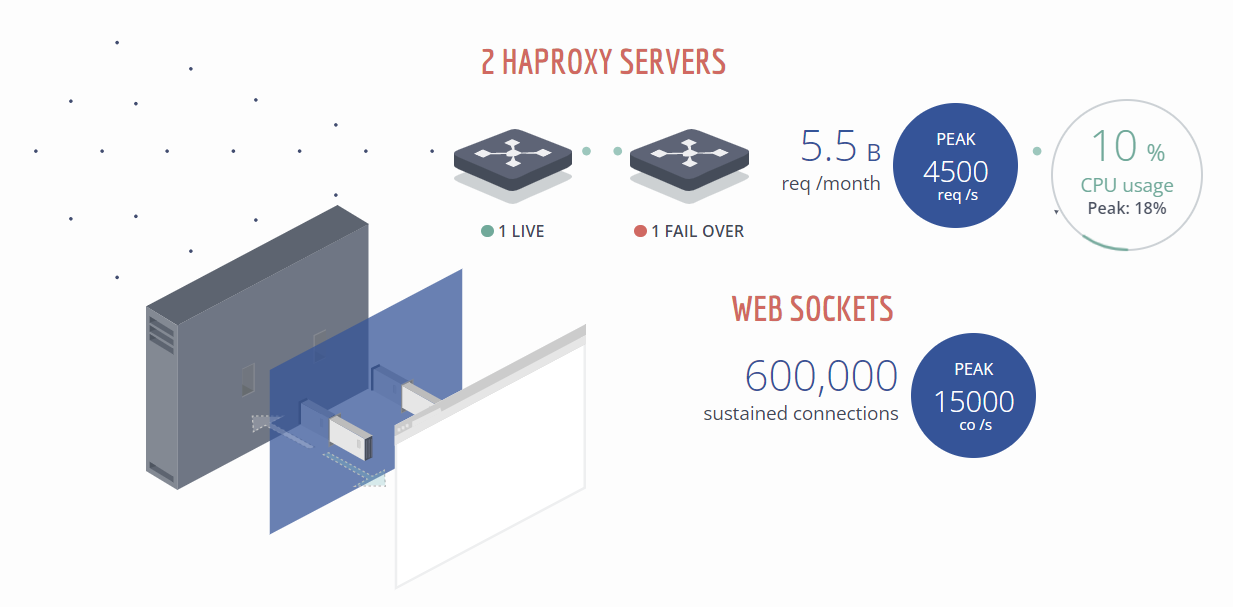 2 HAPROXY SERVERS
5.5 B
req /month
PEAK
4500
req /s
10 %
CPU usage
Peak: 18%
1 LIVE
1 FAIL OVER
WEB SOCKETS
600,000
sustained connections
PEAK
15000
co /s